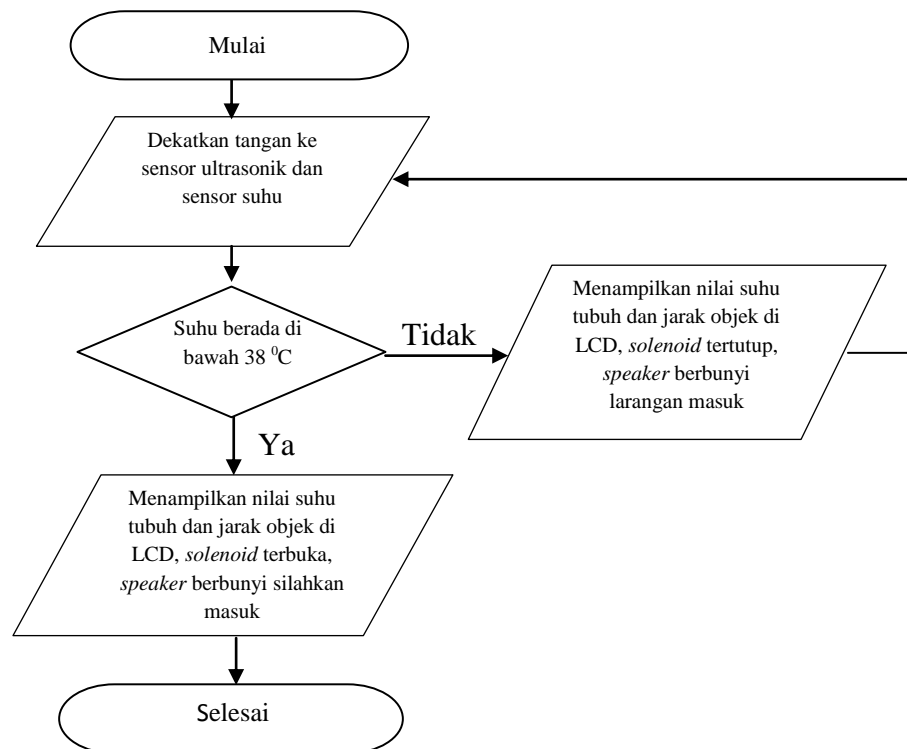 Mulai
Dekatkan tangan ke
sensor ultrasonik dan
sensor suhu
Suhu berada di
bawah 38 ⁰C
Tidak
Menampilkan nilai suhu
tubuh dan jarak objek di
LCD, solenoid tertutup,
speaker berbunyi
larangan masuk
Ya
Menampilkan nilai suhu
tubuh dan jarak objek di
LCD, solenoid terbuka,
speaker berbunyi silahkan
masuk
Selesai